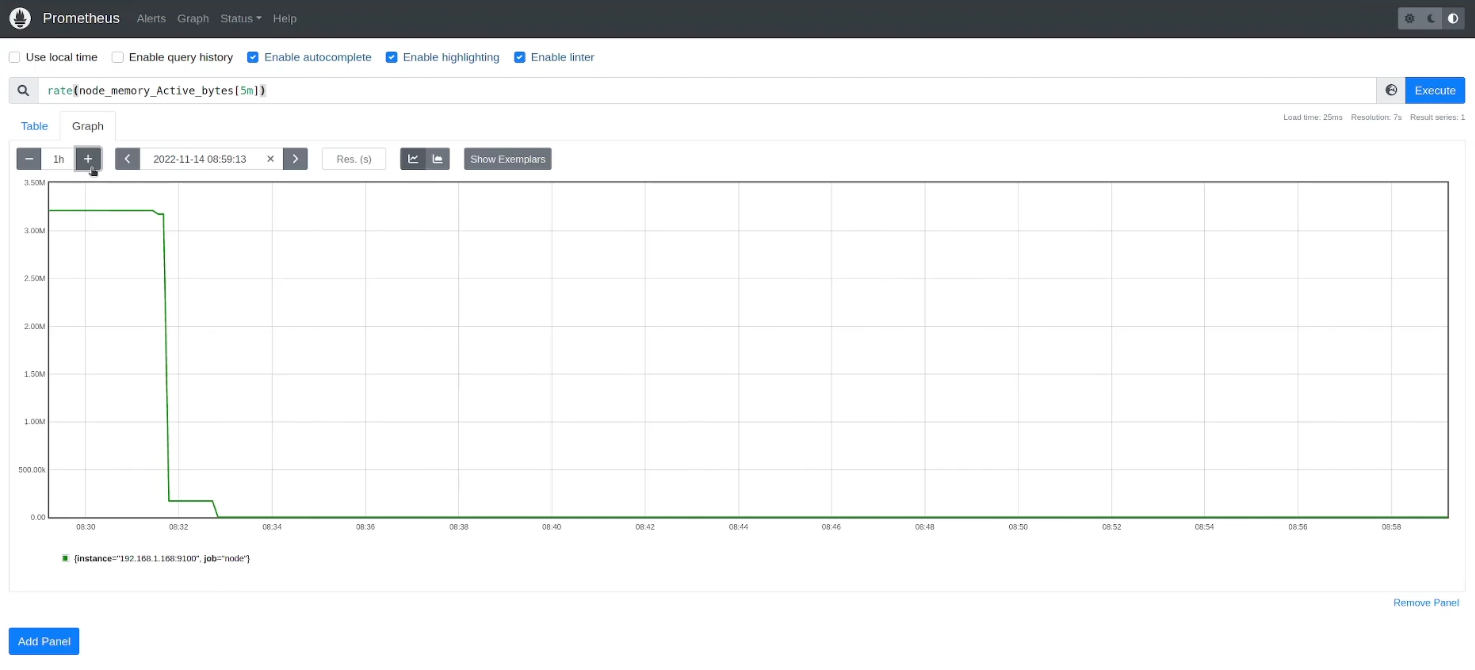 Prometheus Alerts Graph Status Help
Use local time Enable query history Enable autocomplete Enable highlighting Enable linter
rate(node_memory_Active_bytes[5m]) Execute
Load time: 25ms Resolution: 7s Result series: 1
Table Graph
− 1h + 2022-11-14 08:59:13 × Res. (s) Show Exemplars
3.50M
3.00M
2.50M
2.00M
1.50M
1.00M
500.00k
0.00
08:30 08:32 08:34 08:36 08:38 08:40 08:42 08:44 08:46 08:48 08:50 08:52 08:54 08:56 08:58
{instance="192.168.1.168:9100", job="node"}
Remove Panel
Add Panel